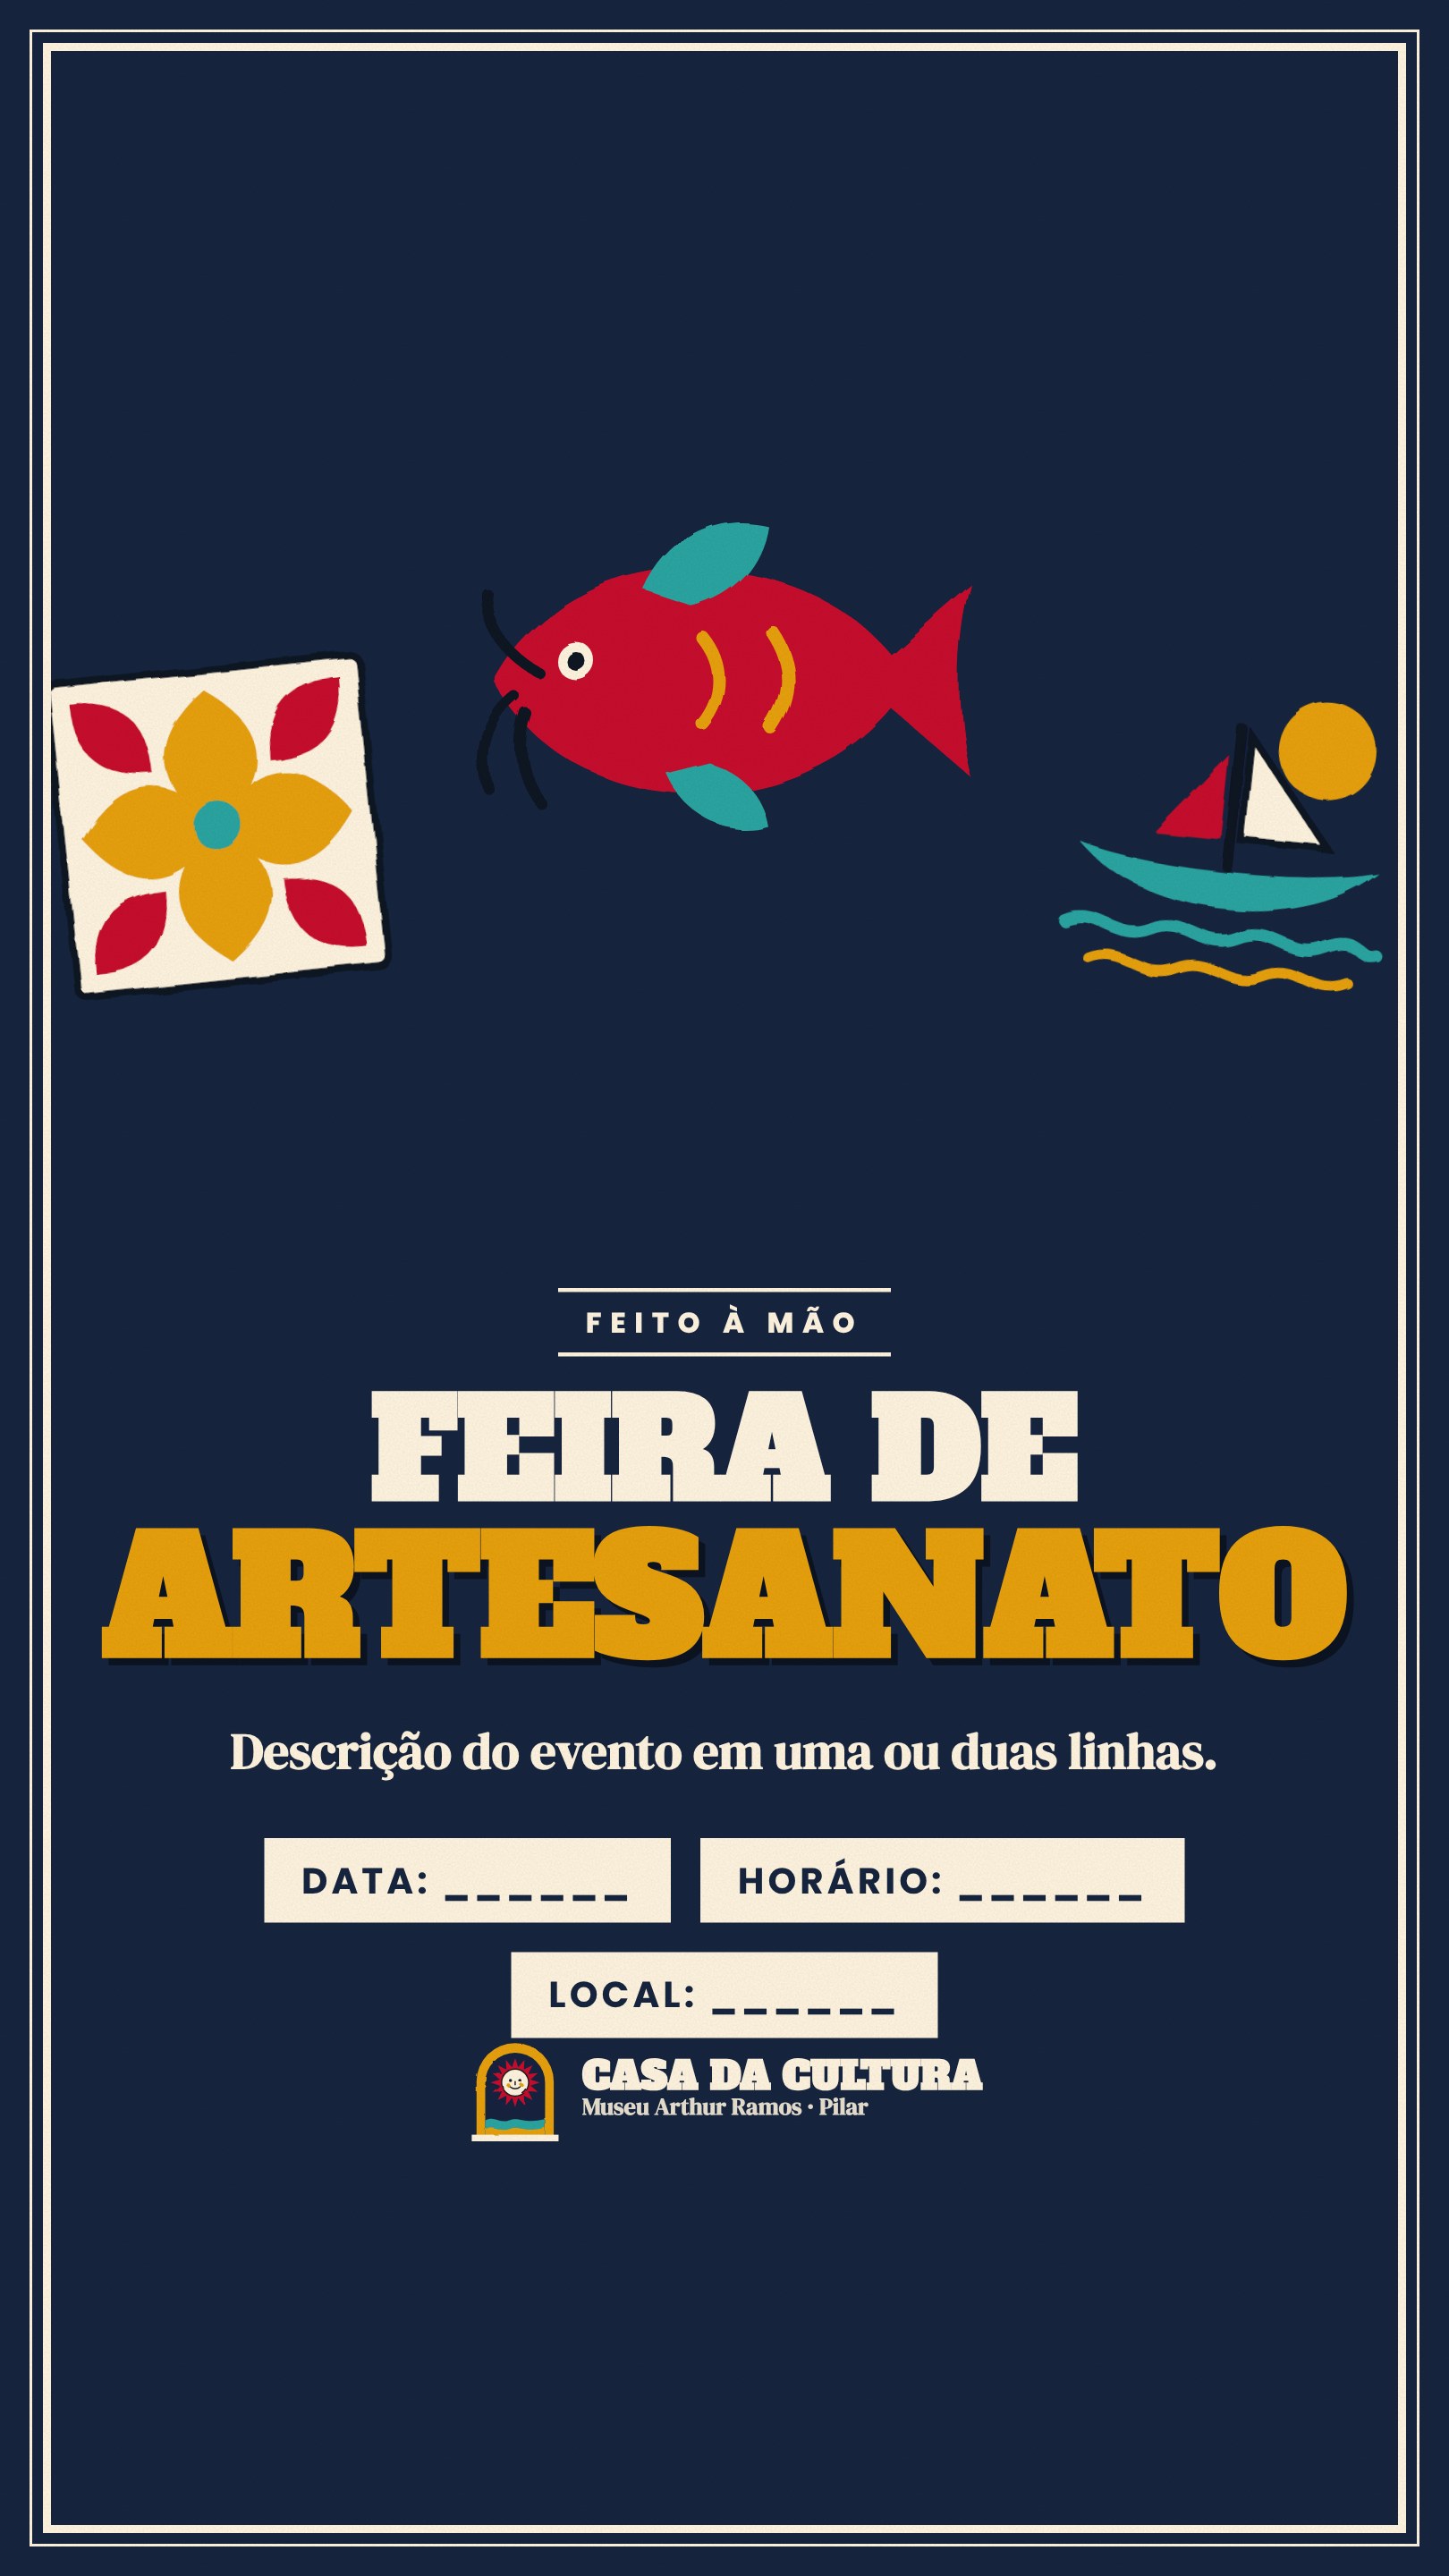 FEITO À MÃO
FEIRA DE
ARTESANATO
Descrição do evento em uma ou duas linhas.
DATA: ______ HORÁRIO: ______
LOCAL: ______
CASA DA CULTURA
Museu Arthur Ramos • Pilar